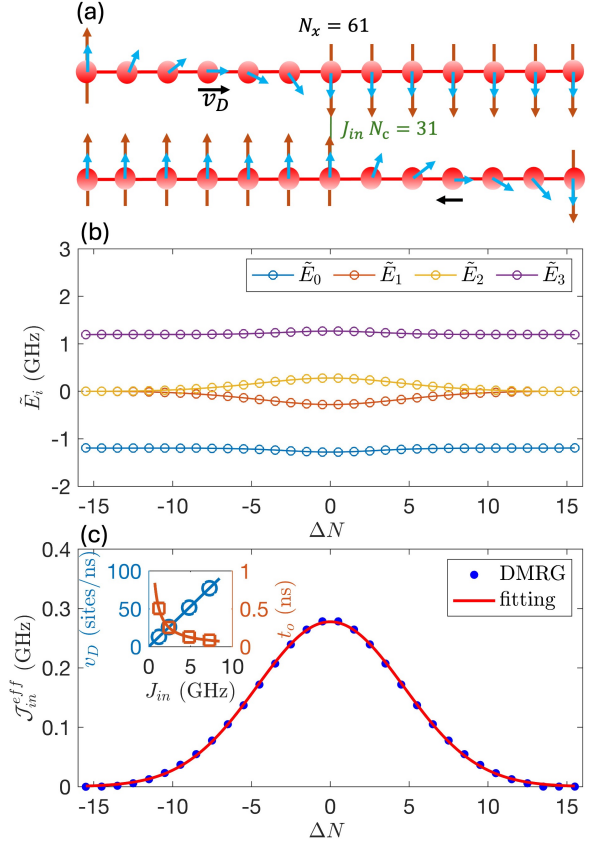 (a)
N_x = 61
v_D
J_in N_c = 31
(b)
3
2
1
0
-1
-2
Ẽ_i (GHz)
Ẽ_0 Ẽ_1 Ẽ_2 Ẽ_3
-15 -10 -5 0 5 10 15
ΔN
(c)
0.4
0.3
0.2
0.1
0
𝒥_in^eff (GHz)
DMRG
fitting
v_D (sites/ns)
100
50
0
1
0.5
0
t_o (ns)
0 5 10
J_in (GHz)
-15 -10 -5 0 5 10 15
ΔN